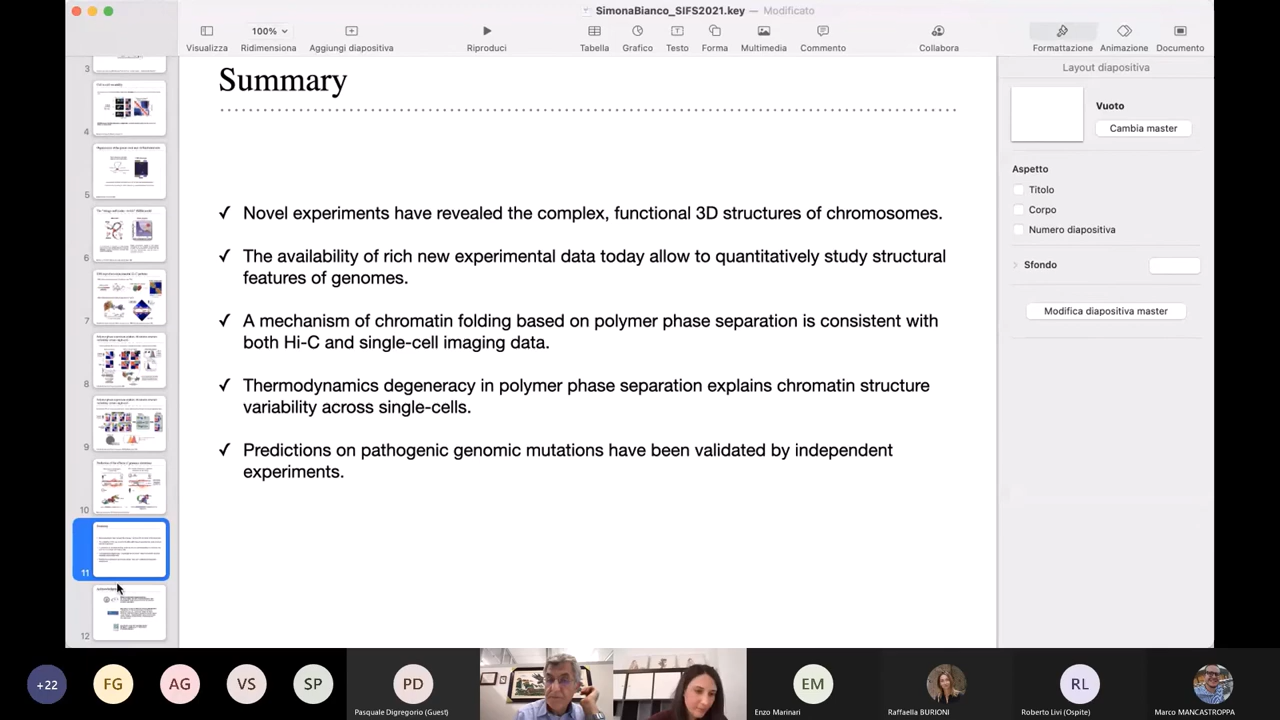 SimonaBianco_SIFS2021.key — Modificato
100%
Visualizza
Ridimensiona
Aggiungi diapositiva
Riproduci
Tabella
Grafico
Testo
Forma
Multimedia
Commento
Collabora
Formattazione
Animazione
Documento
3
4
5
6
7
8
9
10
11
12
Summary
✓ Novel experiments have revealed the complex, functional 3D structures of chromosomes.
✓ The availability of rich new experimental data today allow to quantitatively study structural
features of genomes.
✓ A mechanism of chromatin folding based on polymer phase separation is consistent with
both Hi-C and single-cell imaging data.
✓ Thermodynamics degeneracy in polymer phase separation explains chromatin structure
variability across single-cells.
✓ Predictions on pathogenic genomic mutations have been validated by independent
experiments.
Layout diapositiva
Vuoto
Cambia master
Aspetto
Titolo
Corpo
Numero diapositiva
Sfondo
Modifica diapositiva master
+22
FG
AG
VS
SP
PD
Pasquale Digregorio (Guest)
EM
Enzo Marinari
Raffaella BURIONI
RL
Roberto Livi (Ospite)
Marco MANCASTROPPA